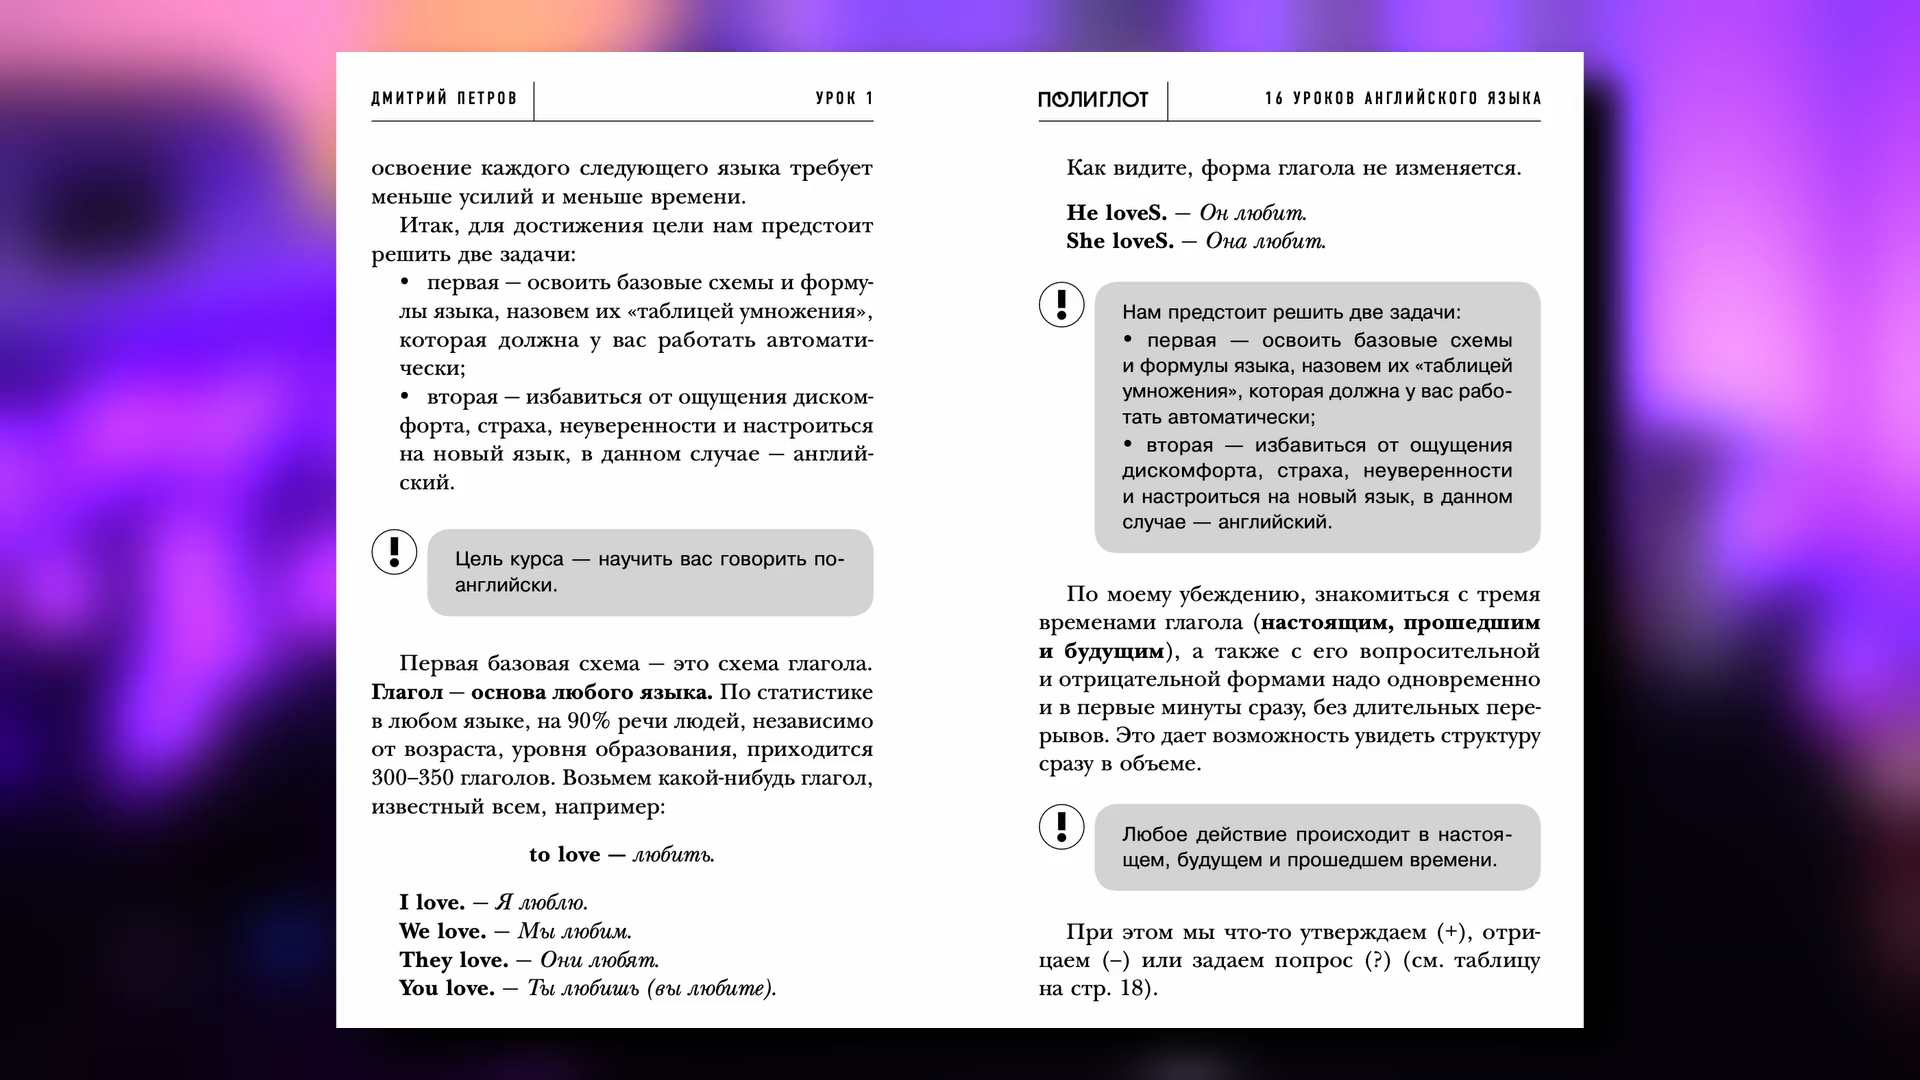 ДМИТРИЙ ПЕТРОВ
УРОК 1
освоение каждого следующего языка требует
меньше усилий и меньше времени.
Итак, для достижения цели нам предстоит
решить две задачи:
• первая — освоить базовые схемы и форму-
лы языка, назовем их «таблицей умножения»,
которая должна у вас работать автомати-
чески;
• вторая — избавиться от ощущения диском-
форта, страха, неуверенности и настроиться
на новый язык, в данном случае — англий-
ский.
!
Цель курса — научить вас говорить по-
английски.
Первая базовая схема — это схема глагола.
Глагол — основа любого языка. По статистике
в любом языке, на 90% речи людей, независимо
от возраста, уровня образования, приходится
300–350 глаголов. Возьмем какой-нибудь глагол,
известный всем, например:
to love — любить.
I love. — Я люблю.
We love. — Мы любим.
They love. — Они любят.
You love. — Ты любишь (вы любите).
ПОЛИГЛОТ
16 УРОКОВ АНГЛИЙСКОГО ЯЗЫКА
Как видите, форма глагола не изменяется.
He loveS. — Он любит.
She loveS. — Она любит.
!
Нам предстоит решить две задачи:
• первая — освоить базовые схемы
и формулы языка, назовем их «таблицей
умножения», которая должна у вас рабо-
тать автоматически;
• вторая — избавиться от ощущения
дискомфорта, страха, неуверенности
и настроиться на новый язык, в данном
случае — английский.
По моему убеждению, знакомиться с тремя
временами глагола (настоящим, прошедшим
и будущим), а также с его вопросительной
и отрицательной формами надо одновременно
и в первые минуты сразу, без длительных пере-
рывов. Это дает возможность увидеть структуру
сразу в объеме.
!
Любое действие происходит в настоя-
щем, будущем и прошедшем времени.
При этом мы что-то утверждаем (+), отри-
цаем (–) или задаем попрос (?) (см. таблицу
на стр. 18).